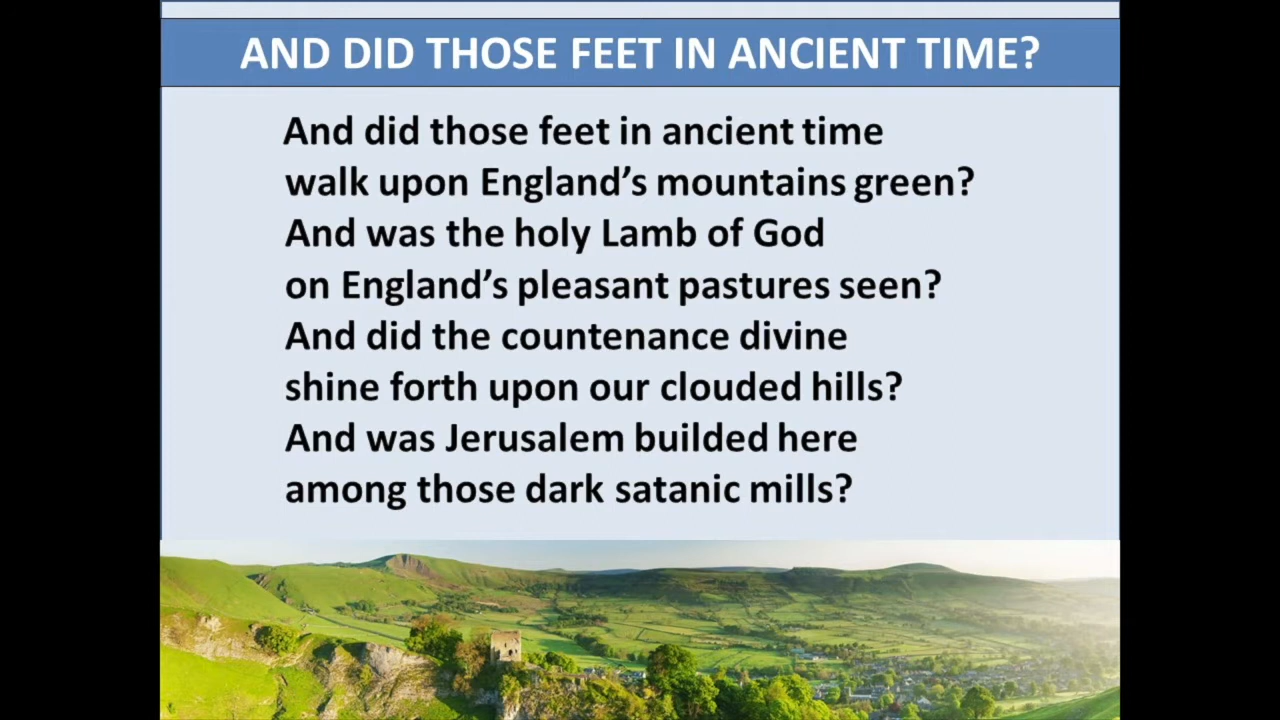 AND DID THOSE FEET IN ANCIENT TIME?
And did those feet in ancient time
walk upon England’s mountains green?
And was the holy Lamb of God
on England’s pleasant pastures seen?
And did the countenance divine
shine forth upon our clouded hills?
And was Jerusalem builded here
among those dark satanic mills?